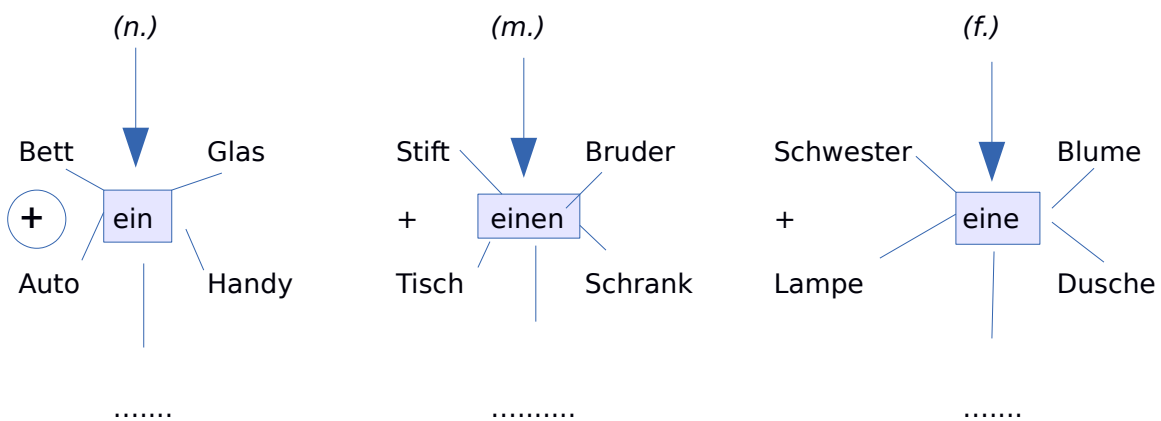 (n.) (m.) (f.)
Bett Glas Stift Bruder Schwester Blume
+ ein + einen + eine
Auto Handy Tisch Schrank Lampe Dusche
....... .......... .......